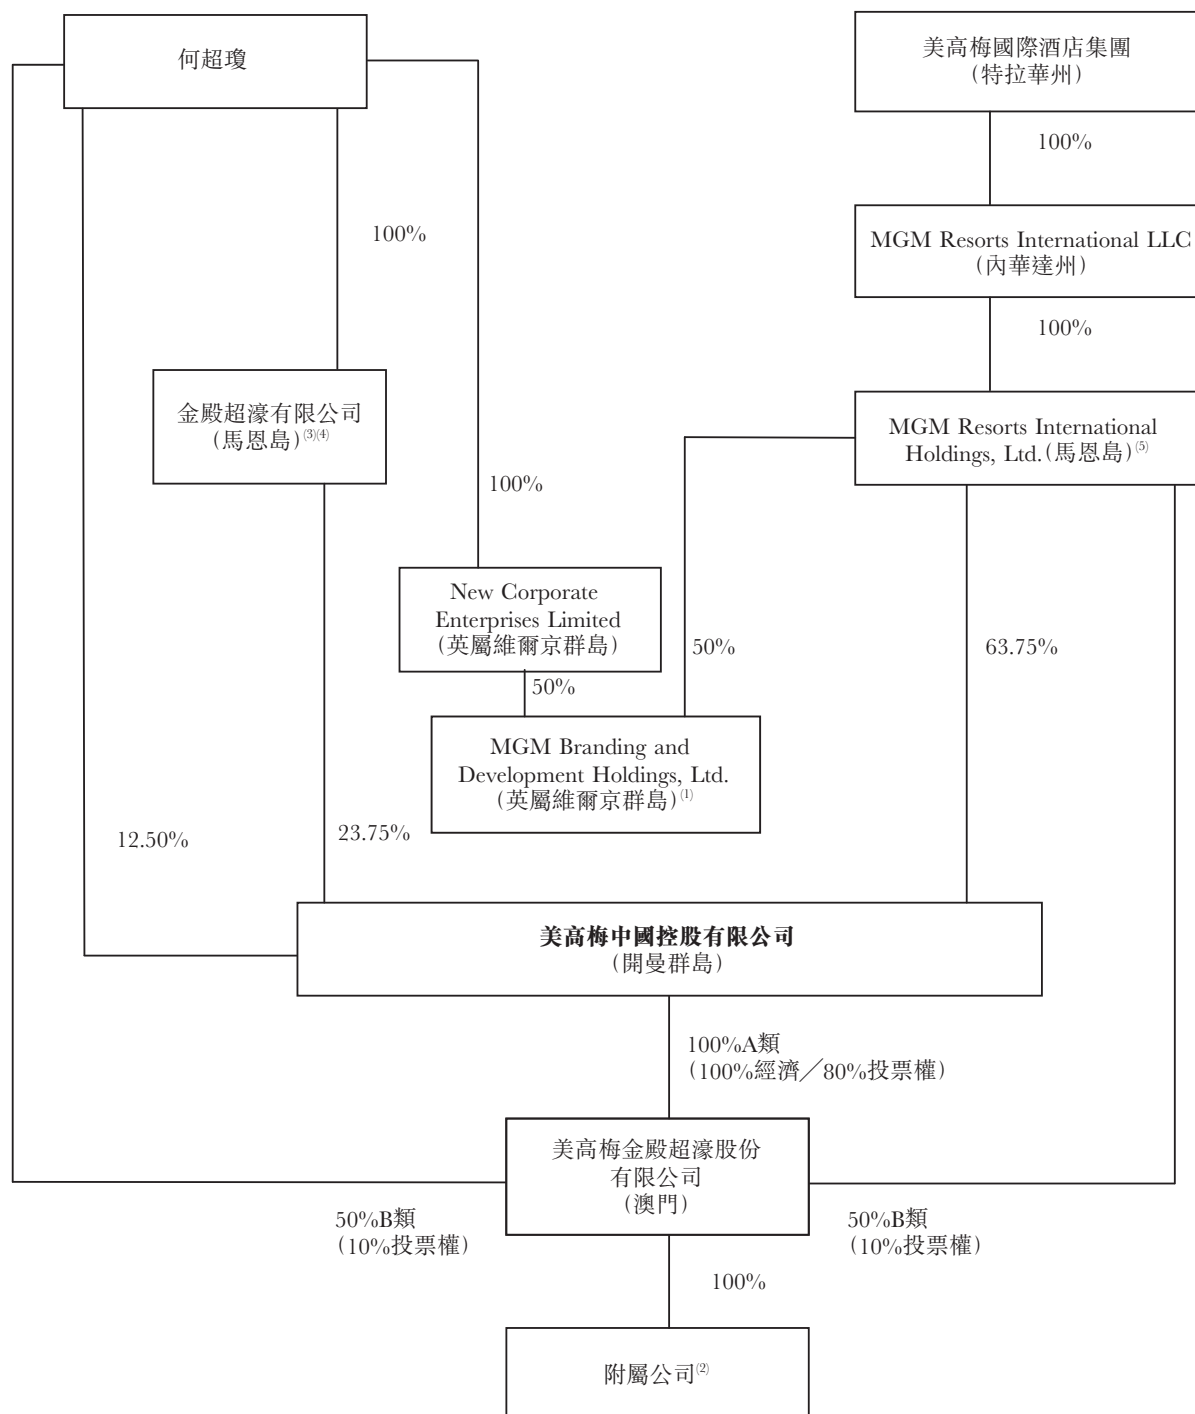 何超瓊
美高梅國際酒店集團
(特拉華州)
100%
MGM Resorts International LLC
(內華達州)
100%
100%
金殿超濠有限公司
(馬恩島)(3)(4)
MGM Resorts International
Holdings, Ltd.(馬恩島)(5)
100%
New Corporate
Enterprises Limited
(英屬維爾京群島)
50%
50%
63.75%
MGM Branding and
Development Holdings, Ltd.
(英屬維爾京群島)(1)
12.50%
23.75%
美高梅中國控股有限公司
(開曼群島)
100%A類
(100%經濟╱80%投票權)
美高梅金殿超濠股份
有限公司
(澳門)
50%B類
(10%投票權)
50%B類
(10%投票權)
100%
附屬公司(2)